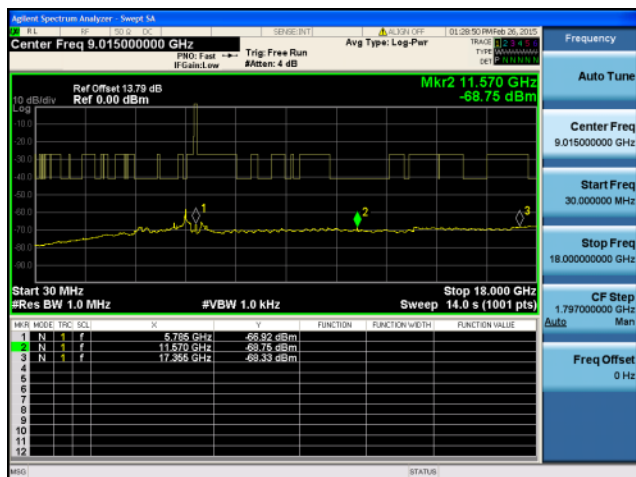 Agilent Spectrum Analyzer - Swept SA
RL RF 50 Ω DC SENSE:INT ALIGN OFF 01:28:50 PM Feb 26, 2015
Center Freq 9.015000000 GHz
PNO: Fast
IFGain:Low
Trig: Free Run
#Atten: 4 dB
Avg Type: Log-Pwr
TRACE 1 2 3 4 5 6
TYPE
DET P N N N N N
Ref Offset 13.79 dB
Ref 0.00 dBm
Mkr2 11.570 GHz
-68.75 dBm
10 dB/div
Log
-10.0
-20.0
-30.0
-40.0
-50.0
-60.0
-70.0
-80.0
-90.0
1
2
3
Start 30 MHz
Stop 18.000 GHz
#Res BW 1.0 MHz
#VBW 1.0 kHz
Sweep 14.0 s (1001 pts)
MKR MODE TRC SCL X Y FUNCTION FUNCTION WIDTH FUNCTION VALUE
1 N 1 f 5.785 GHz -66.92 dBm
2 N 1 f 11.570 GHz -68.75 dBm
3 N 1 f 17.355 GHz -68.33 dBm
4
5
6
7
8
9
10
11
12
MSG
STATUS
Frequency
Auto Tune
Center Freq
9.015000000 GHz
Start Freq
30.000000 MHz
Stop Freq
18.000000000 GHz
CF Step
1.797000000 GHz
Auto Man
Freq Offset
0 Hz